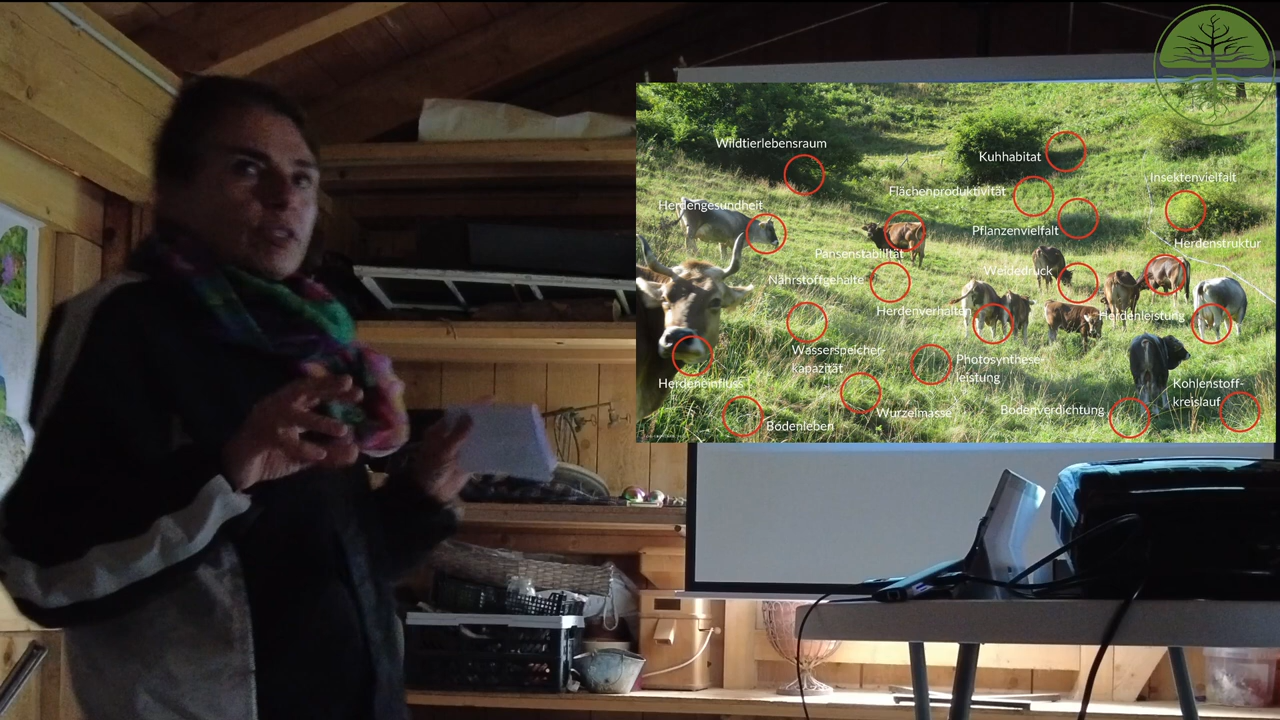 Wildtierlebensraum
Kuhhabitat
Insektenvielfalt
Flächenproduktivität
Herdengesundheit
Pflanzenvielfalt
Herdenstruktur
Pansenstabilität
Weidedruck
Nährstoffgehalte
Herdenverhalten
Herdenleistung
Wasserspeicher-
kapazität
Photosynthese-
leistung
Herdeneinfluss
Kohlenstoff-
kreislauf
Wurzelmasse
Bodenverdichtung
Bodenleben